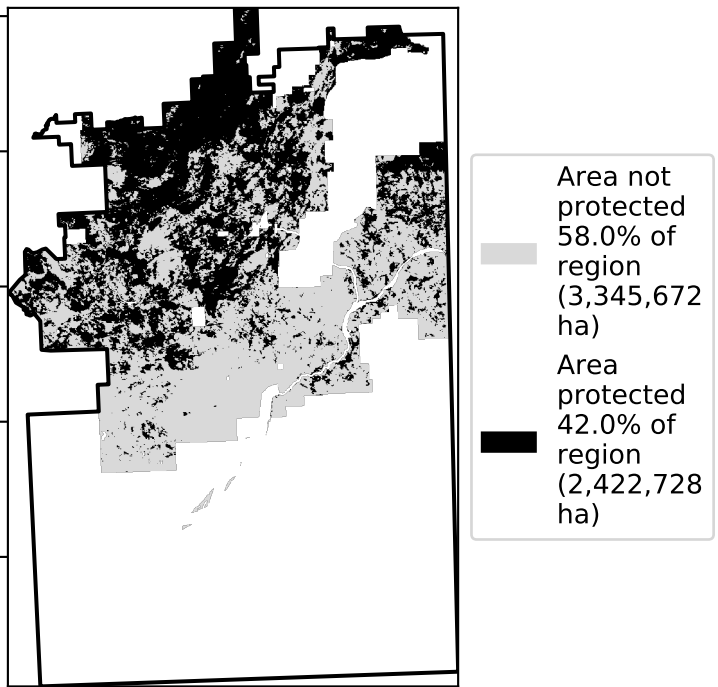 Area not
protected
58.0% of
region
(3,345,672
ha)
Area
protected
42.0% of
region
(2,422,728
ha)